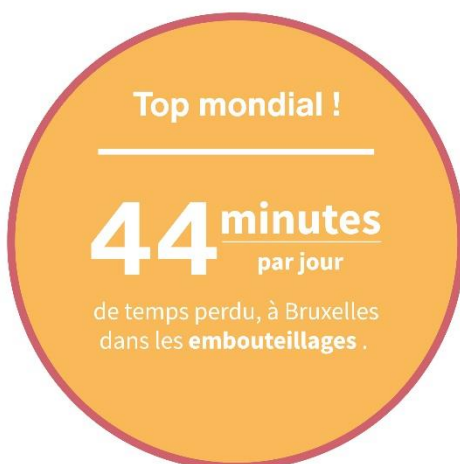 Top mondial !
44 minutes
par jour
de temps perdu, à Bruxelles
dans les embouteillages .